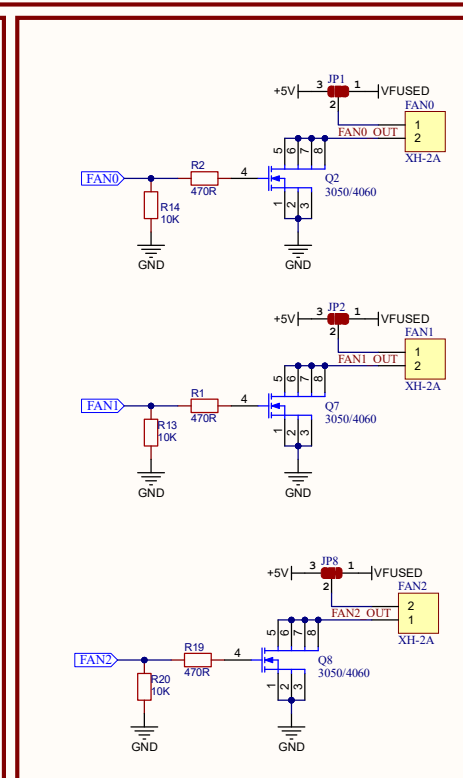 JP1
+5V 3 1 VFUSED
2 FAN0
FAN0_OUT 1
2
5 6 7 8 XH-2A
R2 4 Q2
FAN0 470R 3050/4060
R14
10K 1 2 3
GND GND
JP2
+5V 3 1 VFUSED
2 FAN1
FAN1_OUT 1
2
5 6 7 8 XH-2A
R1 4 Q7
FAN1 470R 3050/4060
R13
10K 1 2 3
GND GND
JP8
+5V 3 1 VFUSED
2 FAN2
FAN2_OUT 2
1
5 6 7 8 XH-2A
R19 4 Q8
FAN2 470R 3050/4060
R20
10K 1 2 3
GND GND